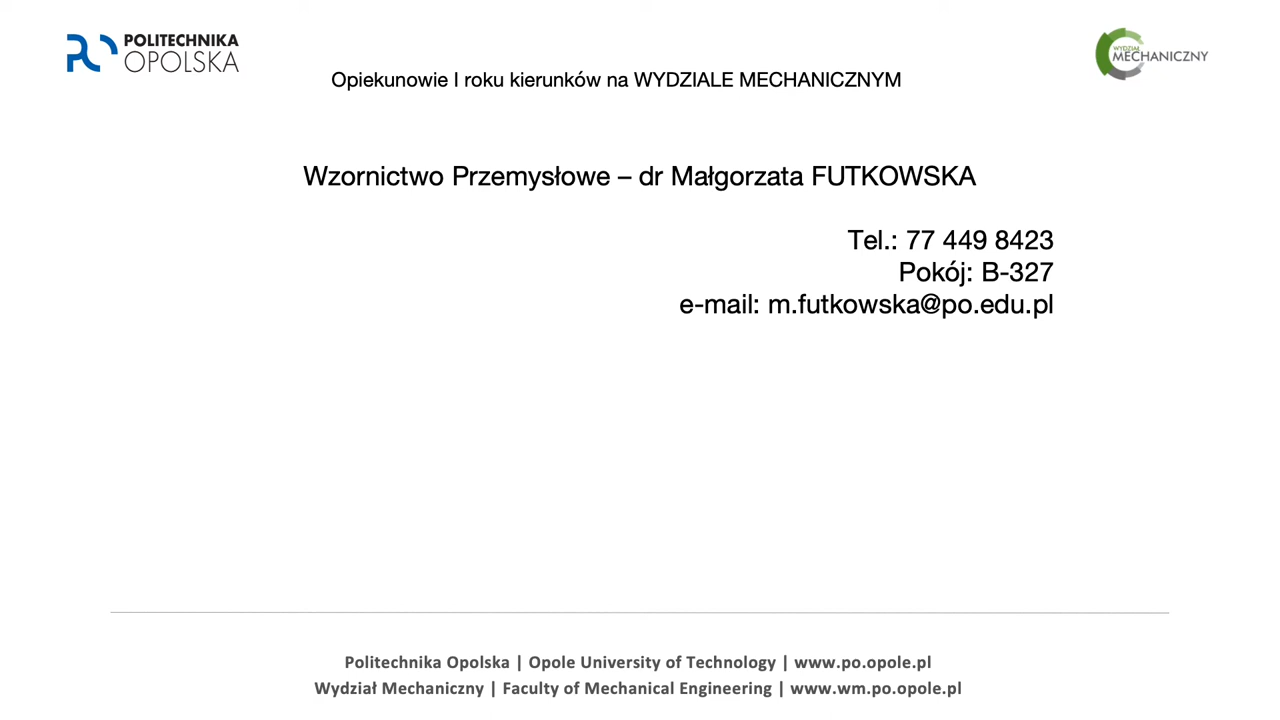 POLITECHNIKA
OPOLSKA
WYDZIAŁ
MECHANICZNY
Opiekunowie I roku kierunków na WYDZIALE MECHANICZNYM
Wzornictwo Przemysłowe – dr Małgorzata FUTKOWSKA
Tel.: 77 449 8423
Pokój: B-327
e-mail: m.futkowska@po.edu.pl
Politechnika Opolska | Opole University of Technology | www.po.opole.pl
Wydział Mechaniczny | Faculty of Mechanical Engineering | www.wm.po.opole.pl